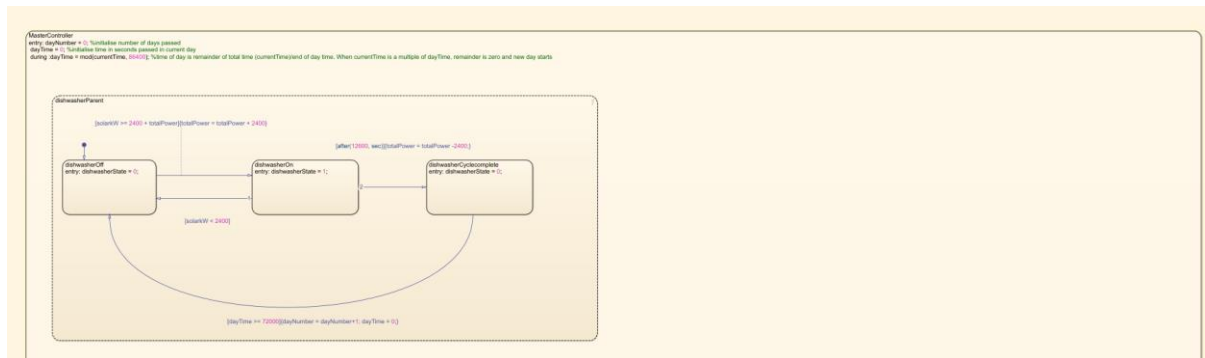 MasterController
entry: dayNumber = 0; %initialise number of days passed
dayTime = 0; %initialise time in seconds passed in current day
during :dayTime = mod(currentTime, 86400); %time of day is remainder of total time (currentTime)/end of day time. When currentTime is a multiple of dayTime, remainder is zero and new day starts
dishwasherParent
[solarkW >= 2400 + totalPower]{totalPower = totalPower + 2400}
[after(12600, sec)]{totalPower = totalPower -2400;}
dishwasherOff
entry: dishwasherState = 0;
dishwasherOn
entry: dishwasherState = 1;
dishwasherCyclecomplete
entry: dishwasherState = 0;
[solarkW < 2400]
[dayTime >= 72000]{dayNumber = dayNumber+1; dayTime = 0;}